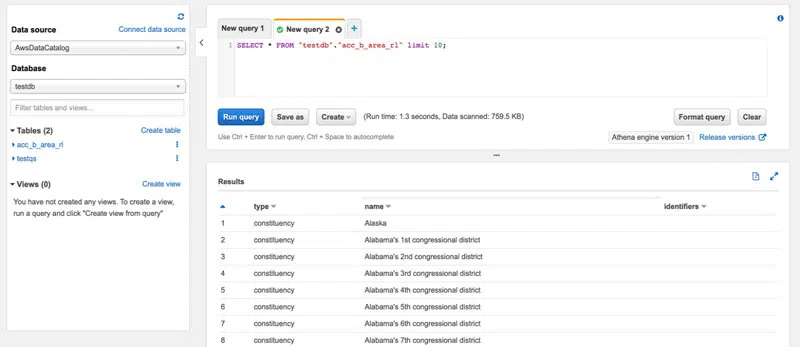 Data source
Connect data source
AwsDataCatalog
Database
testdb
Filter tables and views...
Tables (2)
Create table
acc_b_area_rl
testqs
Views (0)
Create view
You have not created any views. To create a view,
run a query and click "Create view from query"
New query 1
New query 2
+
1 SELECT * FROM "testdb"."acc_b_area_rl" limit 10;
Run query
Save as
Create
(Run time: 1.3 seconds, Data scanned: 759.5 KB)
Format query
Clear
Use Ctrl + Enter to run query, Ctrl + Space to autocomplete
Athena engine version 1
Release versions
Results
type name identifiers
1 constituency Alaska
2 constituency Alabama's 1st congressional district
3 constituency Alabama's 2nd congressional district
4 constituency Alabama's 3rd congressional district
5 constituency Alabama's 4th congressional district
6 constituency Alabama's 5th congressional district
7 constituency Alabama's 6th congressional district
8 constituency Alabama's 7th congressional district